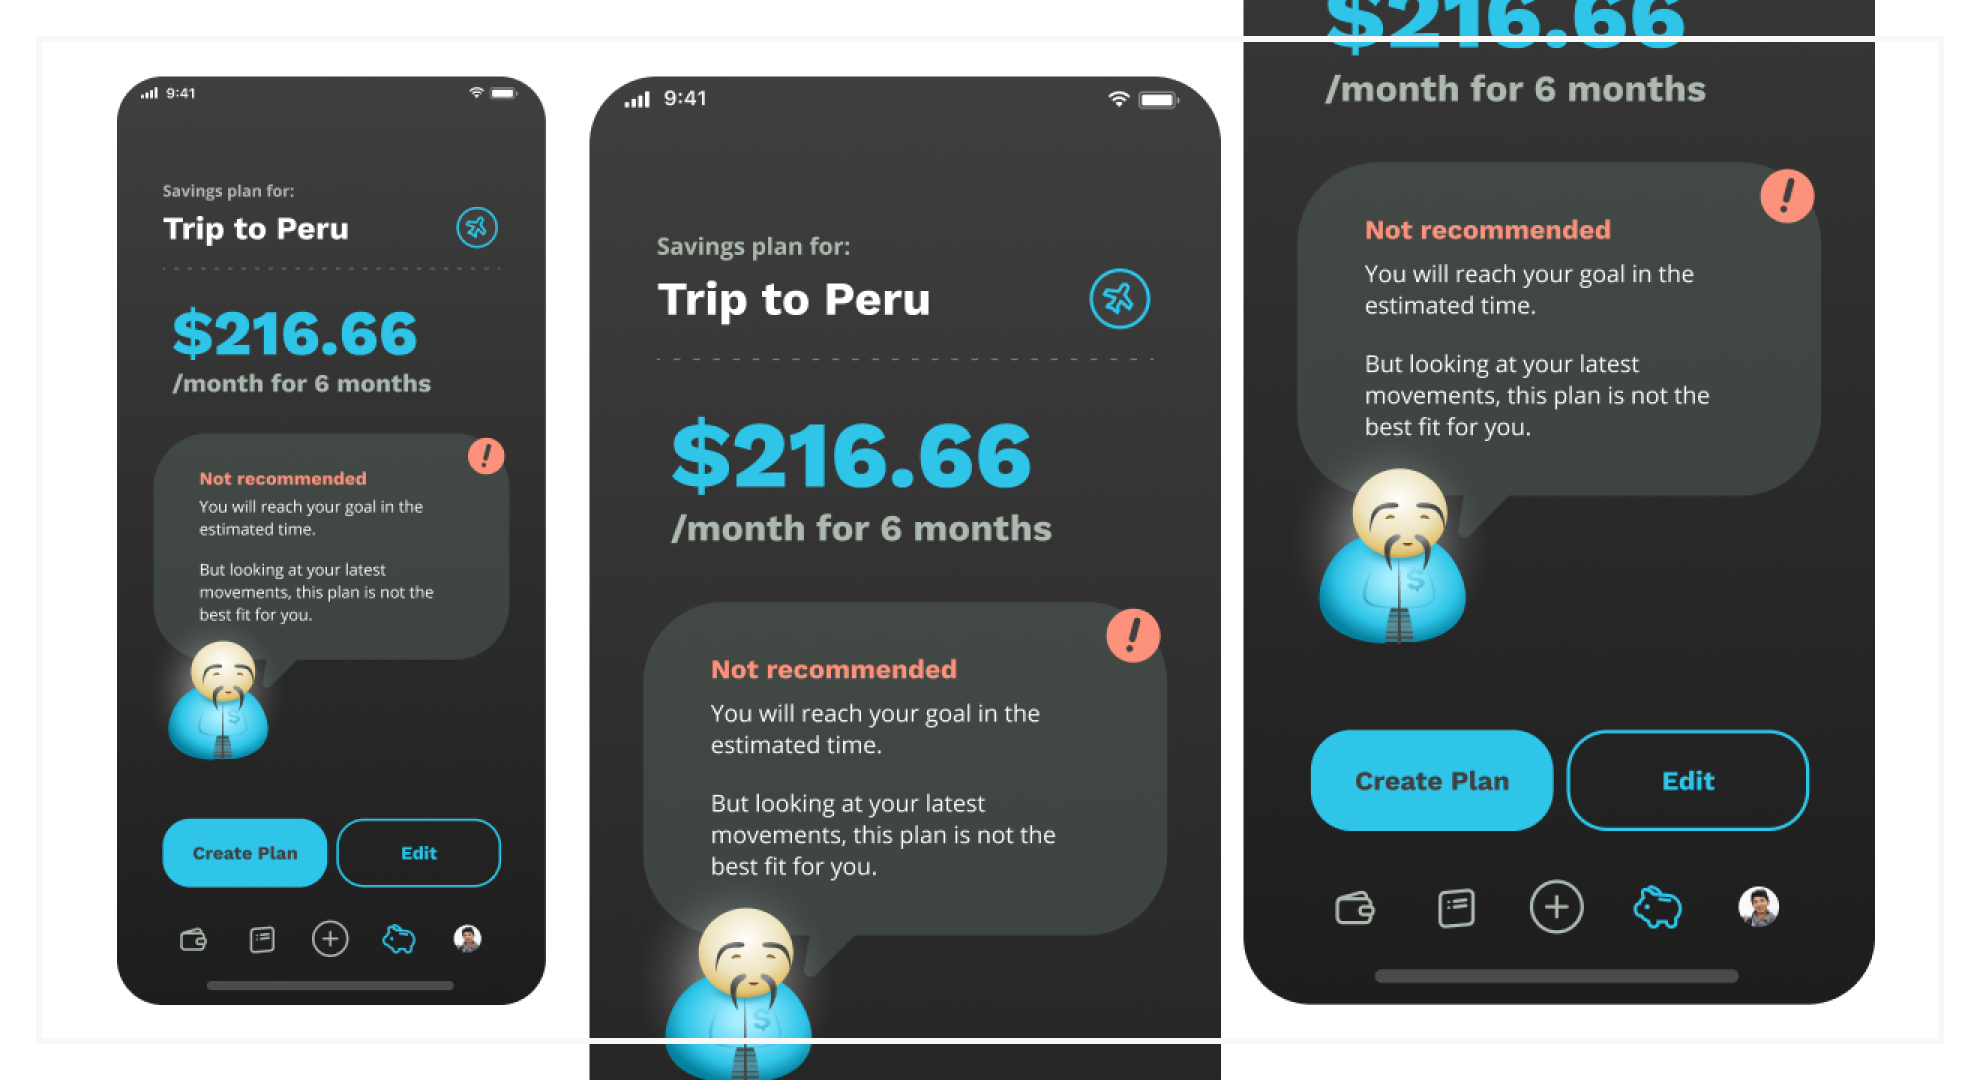 9:41
Savings plan for:
Trip to Peru
$216.66
/month for 6 months
Not recommended
You will reach your goal in the
estimated time.
But looking at your latest
movements, this plan is not the
best fit for you.
$
Create Plan
Edit
9:41
Savings plan for:
Trip to Peru
$216.66
/month for 6 months
Not recommended
You will reach your goal in the
estimated time.
But looking at your latest
movements, this plan is not the
best fit for you.
$
$216.66
/month for 6 months
Not recommended
You will reach your goal in the
estimated time.
But looking at your latest
movements, this plan is not the
best fit for you.
$
Create Plan
Edit